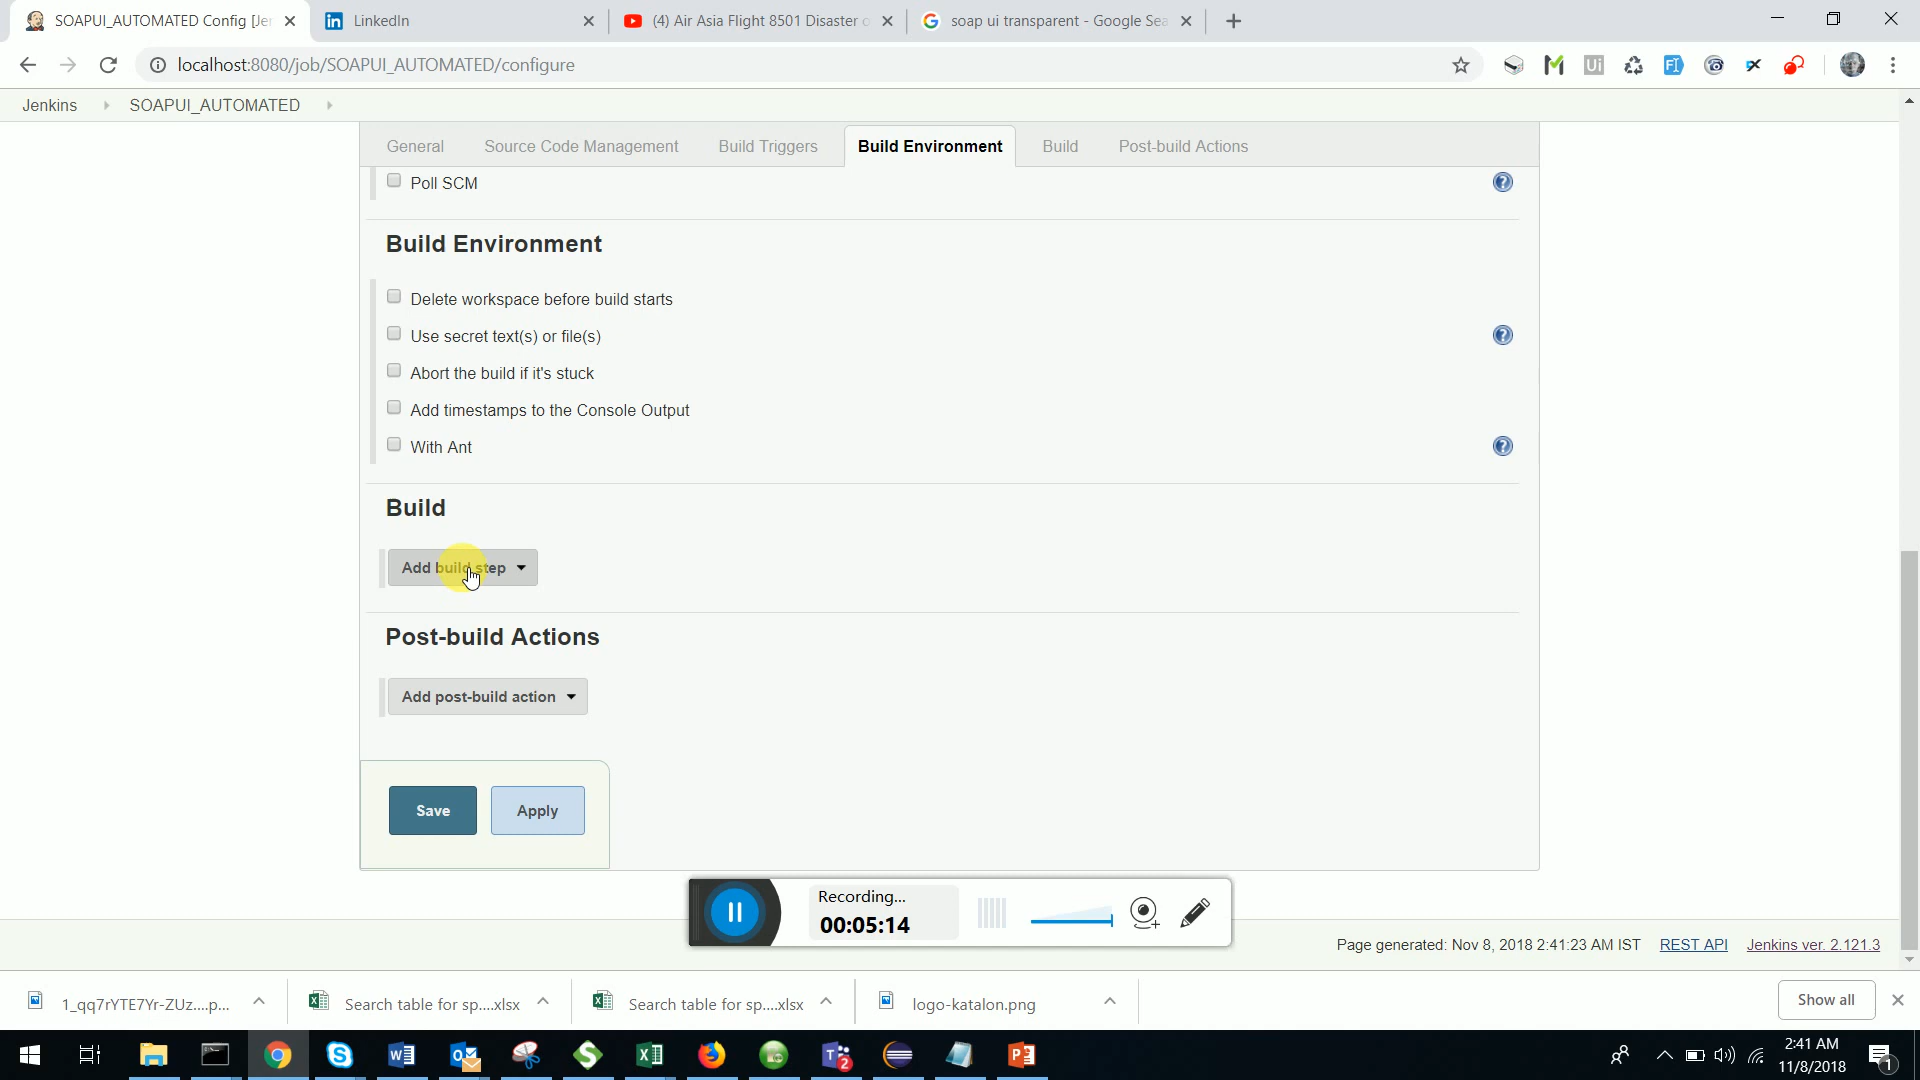 SOAPUI_AUTOMATED Config [Je
LinkedIn
(4) Air Asia Flight 8501 Disaster
soap ui transparent - Google Sea
localhost:8080/job/SOAPUI_AUTOMATED/configure
Jenkins
SOAPUI_AUTOMATED
General
Source Code Management
Build Triggers
Build Environment
Build
Post-build Actions
Poll SCM
Build Environment
Delete workspace before build starts
Use secret text(s) or file(s)
Abort the build if it's stuck
Add timestamps to the Console Output
With Ant
Build
Add build step
Post-build Actions
Add post-build action
Save
Apply
Recording...
00:05:14
Page generated: Nov 8, 2018 2:41:23 AM IST
REST API
Jenkins ver. 2.121.3
1_qq7rYTE7Yr-ZUz....p...
Search table for sp....xlsx
Search table for sp....xlsx
logo-katalon.png
Show all
2:41 AM
11/8/2018